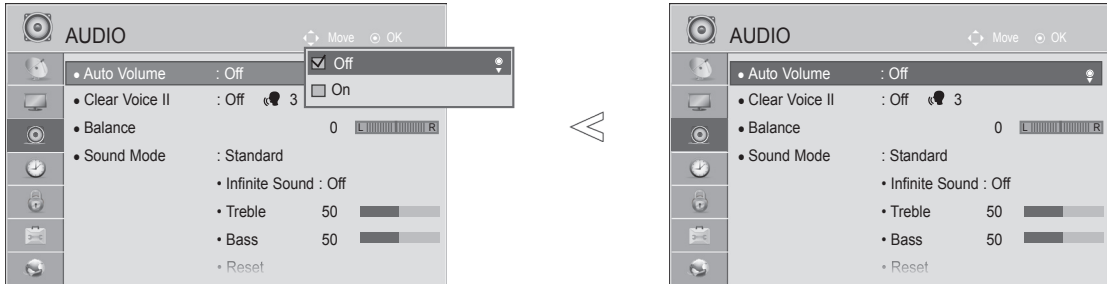 AUDIO
Move OK
• Auto Volume : Off
Off
On
• Clear Voice II : Off 3
• Balance 0 L R
• Sound Mode : Standard
• Infinite Sound : Off
• Treble 50
• Bass 50
• Reset
AUDIO
Move OK
• Auto Volume : Off
• Clear Voice II : Off 3
• Balance 0 L R
• Sound Mode : Standard
• Infinite Sound : Off
• Treble 50
• Bass 50
• Reset